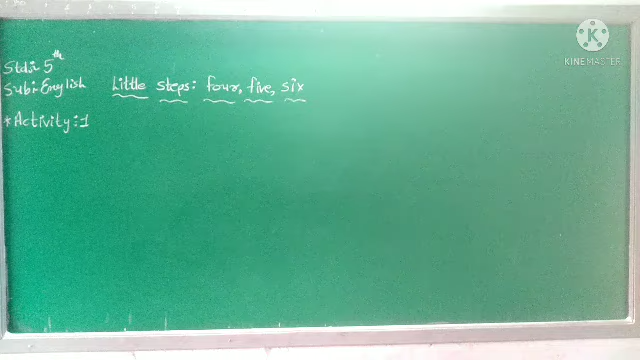 Std:- 5th
Sub:- English Little steps: four, five, six
*Activity:1
KINEMASTER